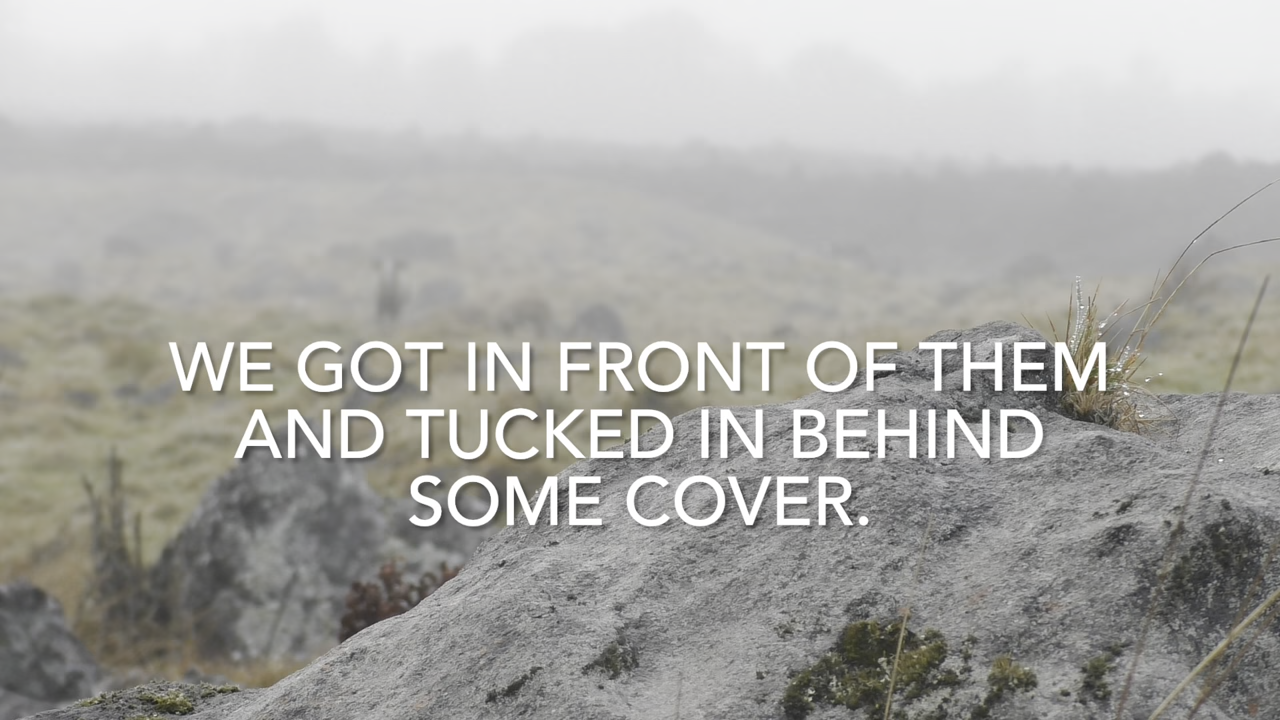 WE GOT IN FRONT OF THEM
AND TUCKED IN BEHIND
SOME COVER.